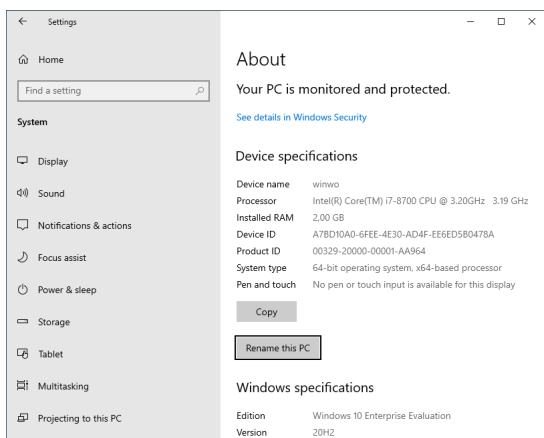 Settings
Home
Find a setting
System
Display
Sound
Notifications & actions
Focus assist
Power & sleep
Storage
Tablet
Multitasking
Projecting to this PC
About
Your PC is monitored and protected.
See details in Windows Security
Device specifications
Device name winwo
Processor Intel(R) Core(TM) i7-8700 CPU @ 3.20GHz 3.19 GHz
Installed RAM 2,00 GB
Device ID A7BD10A0-6FEE-4E30-AD4F-EE6ED5B0478A
Product ID 00329-20000-00001-AA964
System type 64-bit operating system, x64-based processor
Pen and touch No pen or touch input is available for this display
Copy
Rename this PC
Windows specifications
Edition Windows 10 Enterprise Evaluation
Version 20H2